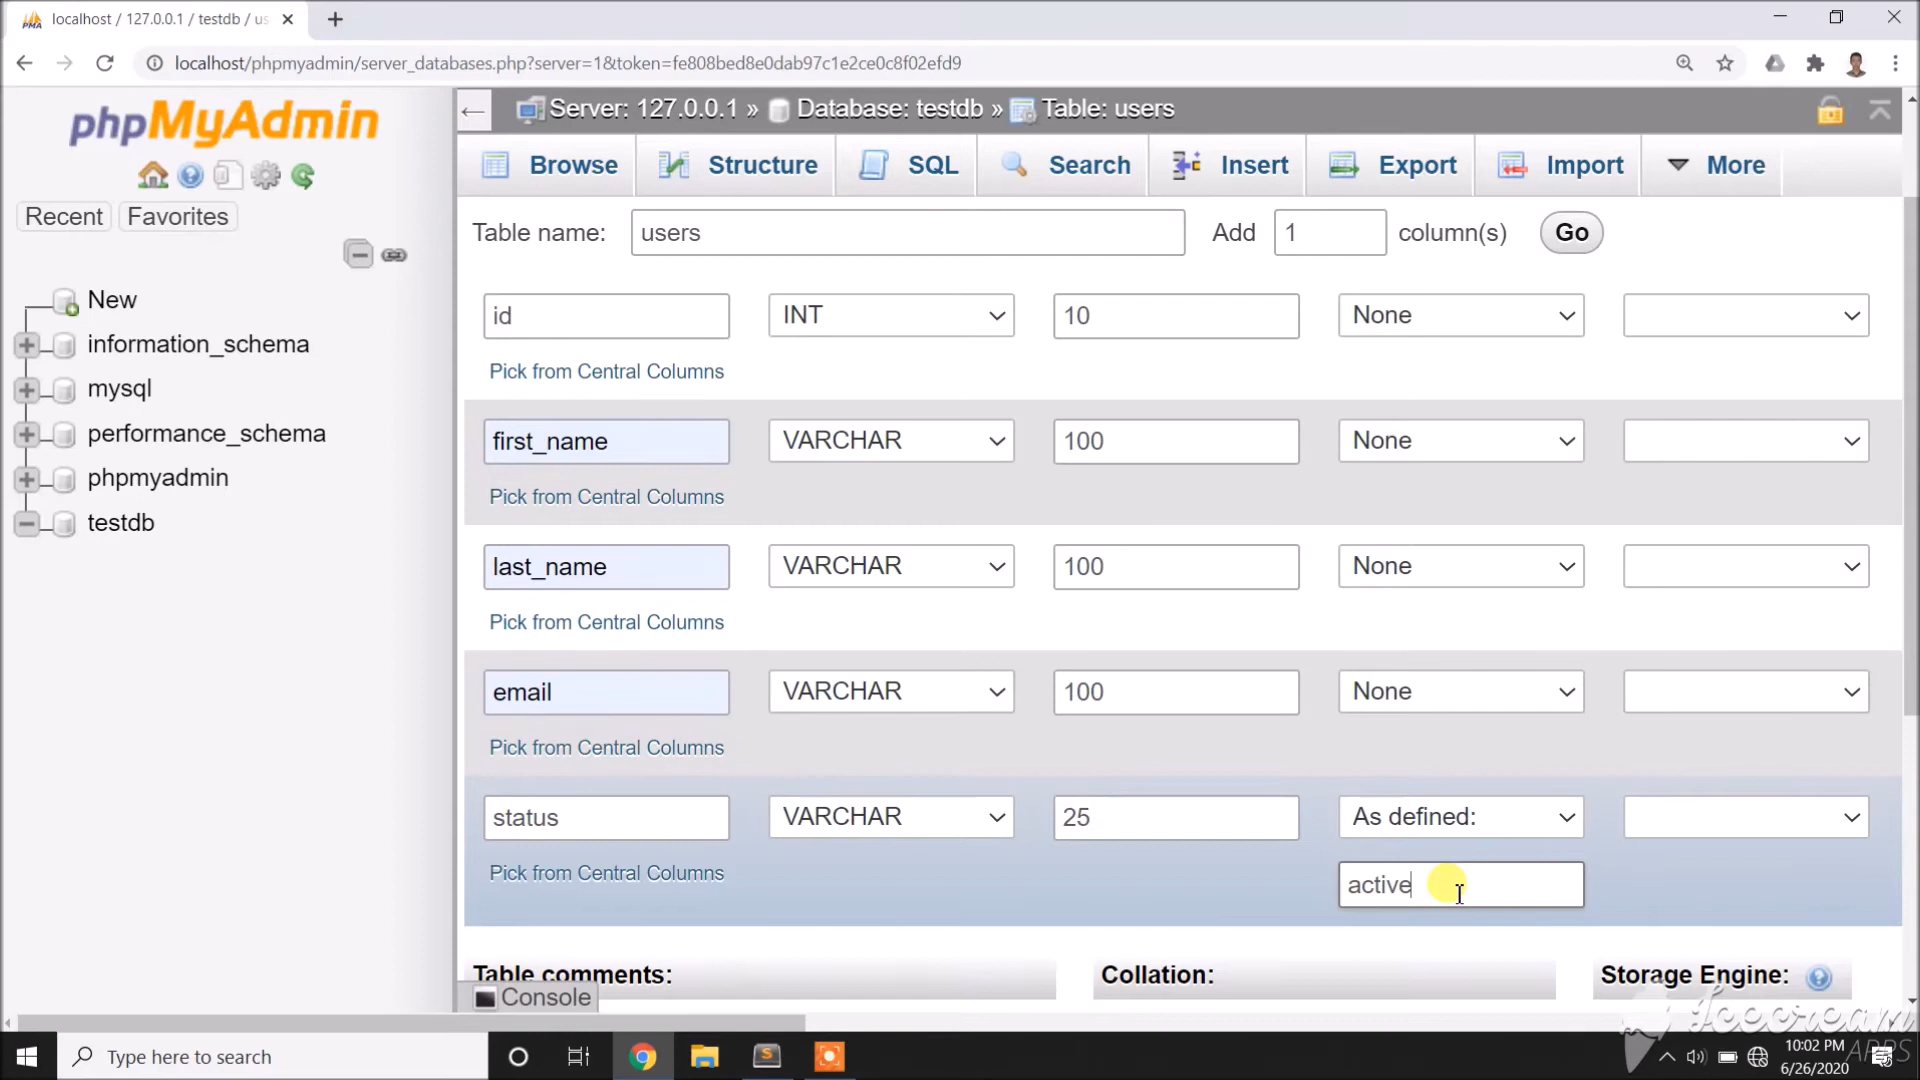 localhost / 127.0.0.1 / testdb / us
localhost/phpmyadmin/server_databases.php?server=1&token=fe808bed8e0dab97c1e2ce0c8f02efd9
phpMyAdmin
Recent Favorites
New
information_schema
mysql
performance_schema
phpmyadmin
testdb
Server: 127.0.0.1 » Database: testdb » Table: users
Browse Structure SQL Search Insert Export Import More
Table name: users Add 1 column(s) Go
id INT 10 None
Pick from Central Columns
first_name VARCHAR 100 None
Pick from Central Columns
last_name VARCHAR 100 None
Pick from Central Columns
email VARCHAR 100 None
Pick from Central Columns
status VARCHAR 25 As defined:
Pick from Central Columns active
Table comments: Collation: Storage Engine:
Console
Icecream
APPS
Type here to search
10:02 PM
6/26/2020